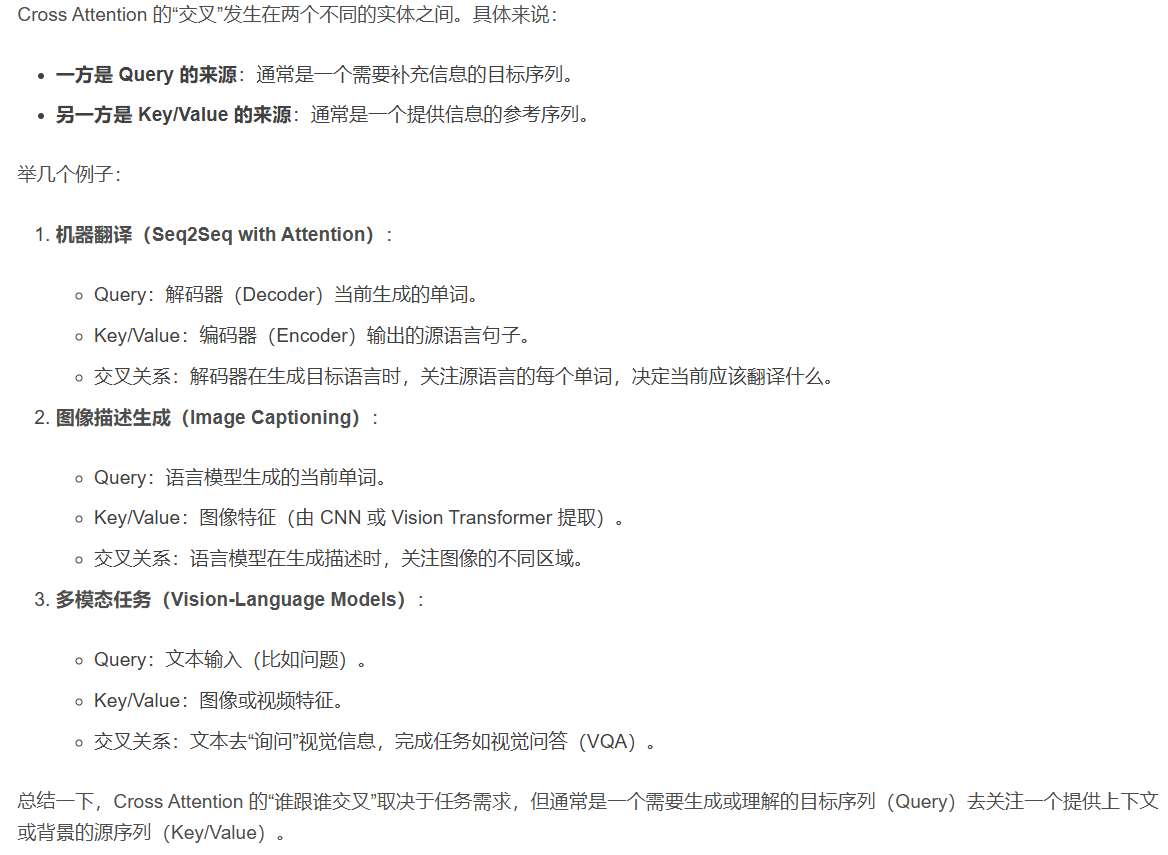 Cross Attention 的“交叉”发生在两个不同的实体之间。具体来说：
• 一方是 Query 的来源：通常是一个需要补充信息的目标序列。
• 另一方是 Key/Value 的来源：通常是一个提供信息的参考序列。
举几个例子：
1. 机器翻译（Seq2Seq with Attention）：
◦ Query：解码器（Decoder）当前生成的单词。
◦ Key/Value：编码器（Encoder）输出的源语言句子。
◦ 交叉关系：解码器在生成目标语言时，关注源语言的每个单词，决定当前应该翻译什么。
2. 图像描述生成（Image Captioning）：
◦ Query：语言模型生成的当前单词。
◦ Key/Value：图像特征（由 CNN 或 Vision Transformer 提取）。
◦ 交叉关系：语言模型在生成描述时，关注图像的不同区域。
3. 多模态任务（Vision-Language Models）：
◦ Query：文本输入（比如问题）。
◦ Key/Value：图像或视频特征。
◦ 交叉关系：文本去“询问”视觉信息，完成任务如视觉问答（VQA）。
总结一下，Cross Attention 的“谁跟谁交叉”取决于任务需求，但通常是一个需要生成或理解的目标序列（Query）去关注一个提供上下文
或背景的源序列（Key/Value）。